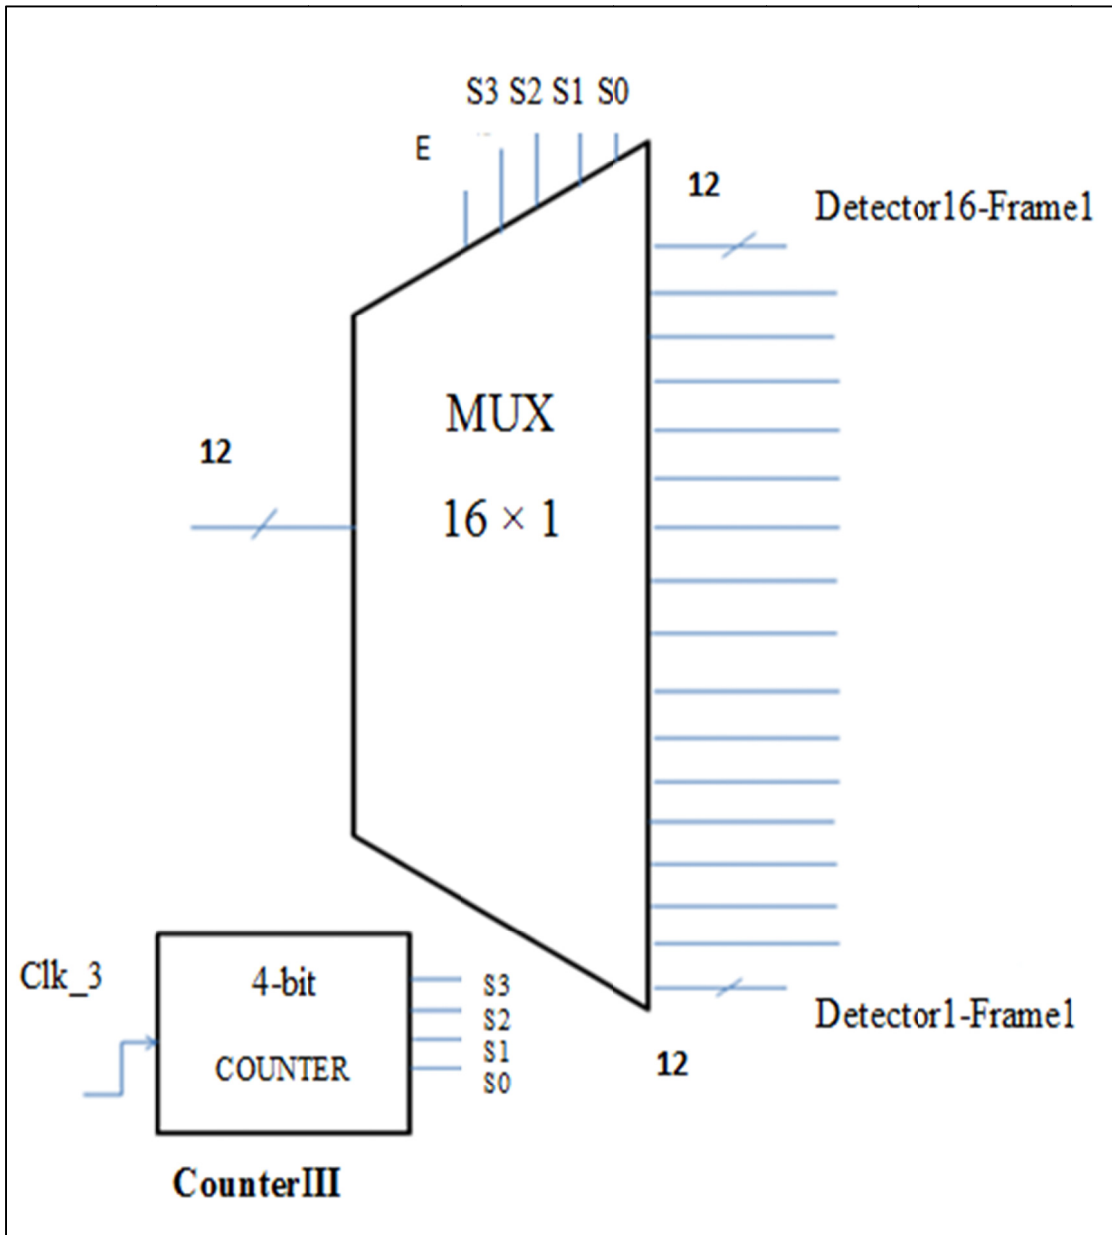 S3 S2 S1 S0
E
12
Detector16-Frame1
MUX
12
16 × 1
Clk_3
4-bit
COUNTER
S3
S2
S1
S0
Detector1-Frame1
12
CounterIII